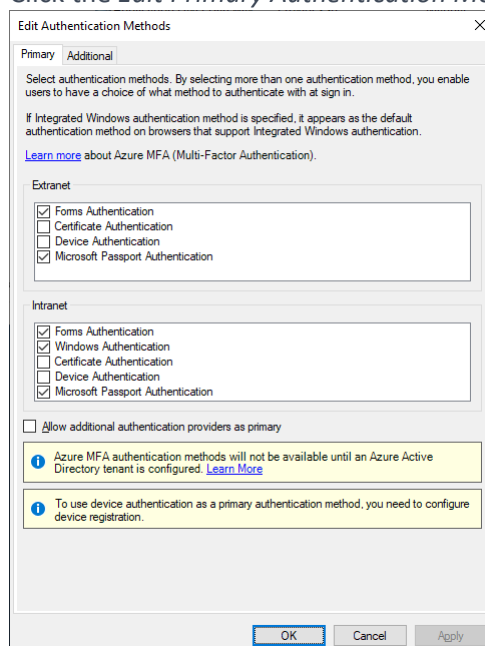 Click the Edit Primary Authentication M
Edit Authentication Methods
Primary Additional
Select authentication methods. By selecting more than one authentication method, you enable
users to have a choice of what method to authenticate with at sign in.
If Integrated Windows authentication method is specified, it appears as the default
authentication method on browsers that support Integrated Windows authentication.
Learn more about Azure MFA (Multi-Factor Authentication).
Extranet
Forms Authentication
Certificate Authentication
Device Authentication
Microsoft Passport Authentication
Intranet
Forms Authentication
Windows Authentication
Certificate Authentication
Device Authentication
Microsoft Passport Authentication
Allow additional authentication providers as primary
Azure MFA authentication methods will not be available until an Azure Active
Directory tenant is configured. Learn More
To use device authentication as a primary authentication method, you need to configure
device registration.
OK Cancel Apply